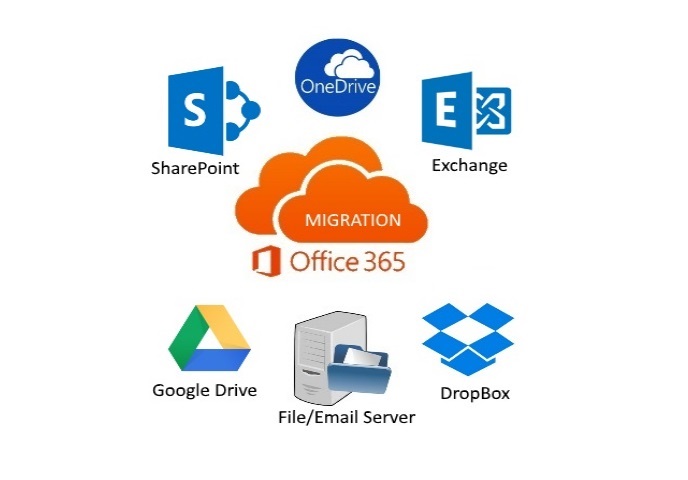 OneDrive
S
E
SharePoint
Exchange
MIGRATION
Office 365
Google Drive
DropBox
File/Email Server